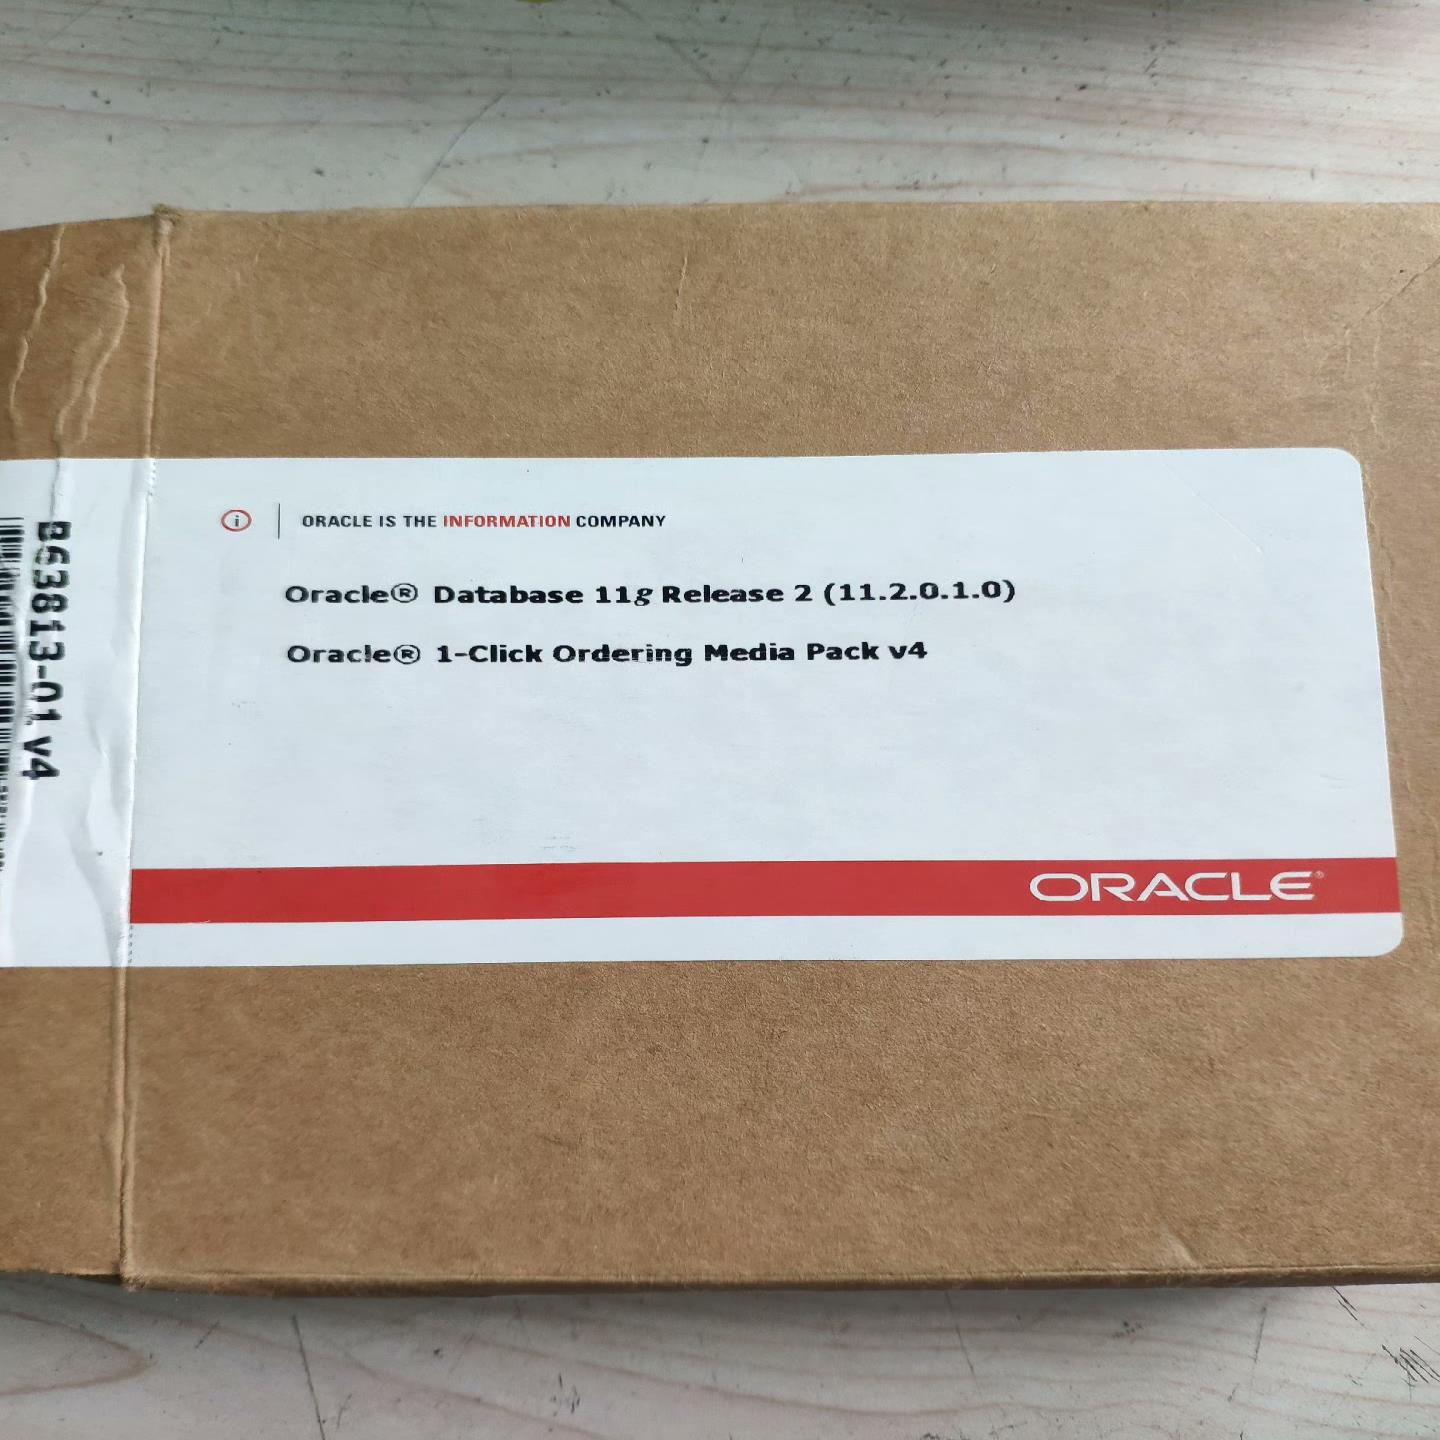 ORACLE IS THE INFORMATION COMPANY
Oracle® Database 11g Release 2 (11.2.0.1.0)
Oracle® 1-Click Ordering Media Pack v4
ORACLE®
B63813-01 v4